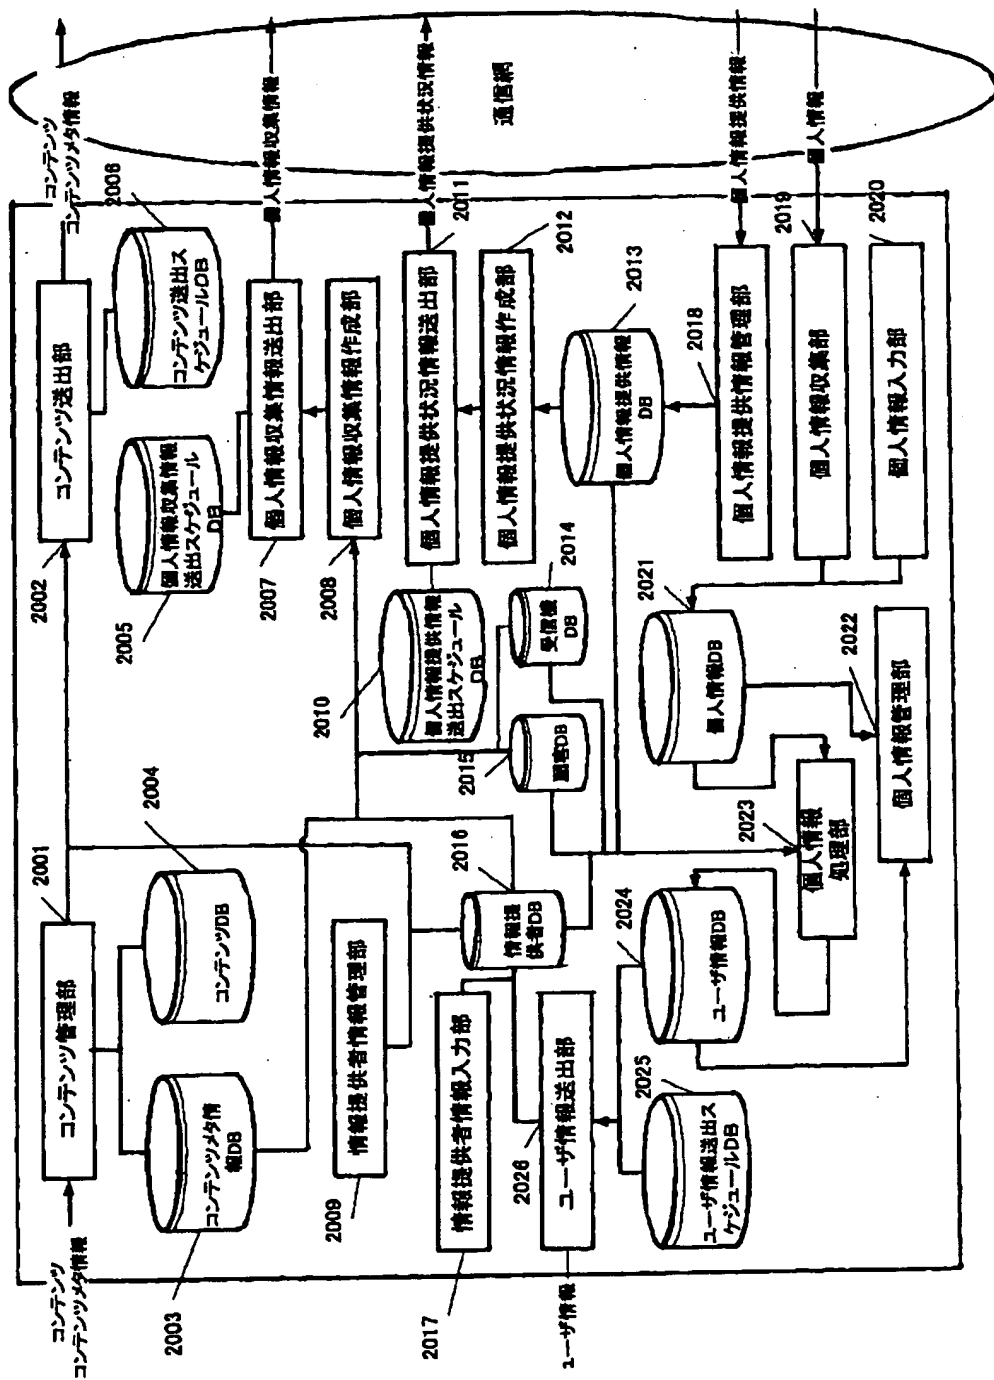 コンテンツ
コンテンツメタ情報
2001
コンテンツ管理部
2002
コンテンツ送出部
コンテンツ
コンテンツメタ情報
2003
コンテンツメタ情
報DB
2004
コンテンツDB
2005
個人情報収集情報
送出スケジュール
DB
2006
コンテンツ送出ス
ケジュールDB
2007
個人情報収集情報送出部
個人情報収集情報
2008
個人情報収集情報作成部
2009
情報提供者情報管理部
2010
個人情報提供情報
送出スケジュール
DB
2011
個人情報提供状況情報送出部
個人情報提供状況情報
2012
個人情報提供状況情報作成部
通信網
2013
個人情報提供情報
DB
2014
受信機
DB
2015
顧客DB
2016
情報提
供者DB
2017
情報提供者情報入力部
2018
個人情報提供情報管理部
個人情報提供情報
2019
個人情報収集部
個人情報
2020
個人情報入力部
2021
個人情報DB
2022
個人情報管理部
2023
個人情報
処理部
2024
ユーザ情報DB
2025
ユーザ情報送出ス
ケジュールDB
2026
ユーザ情報送出部
ユーザ情報